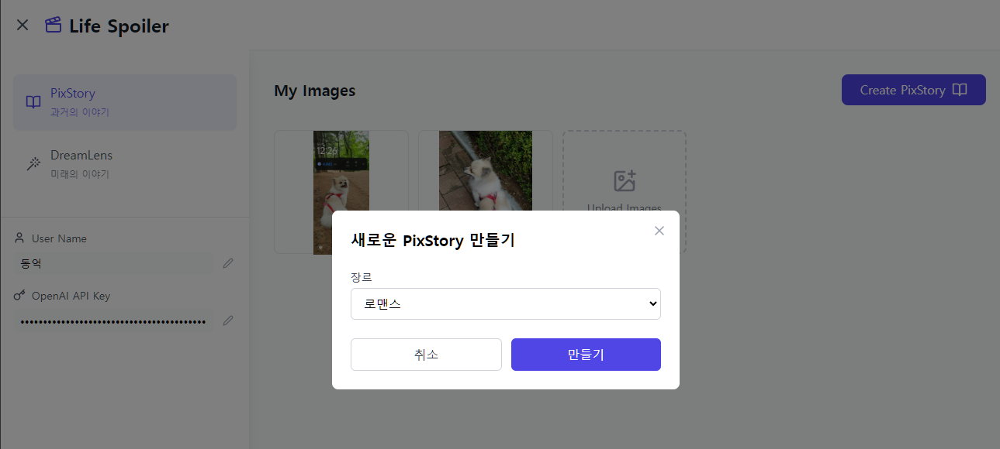 Life Spoiler
PixStory
과거의 이야기
DreamLens
미래의 이야기
User Name
동억
OpenAI API Key
••••••••••••••••••••••••••••••••••••••••
My Images
Create PixStory
12:26
Upload Images
새로운 PixStory 만들기
장르
로맨스
취소
만들기